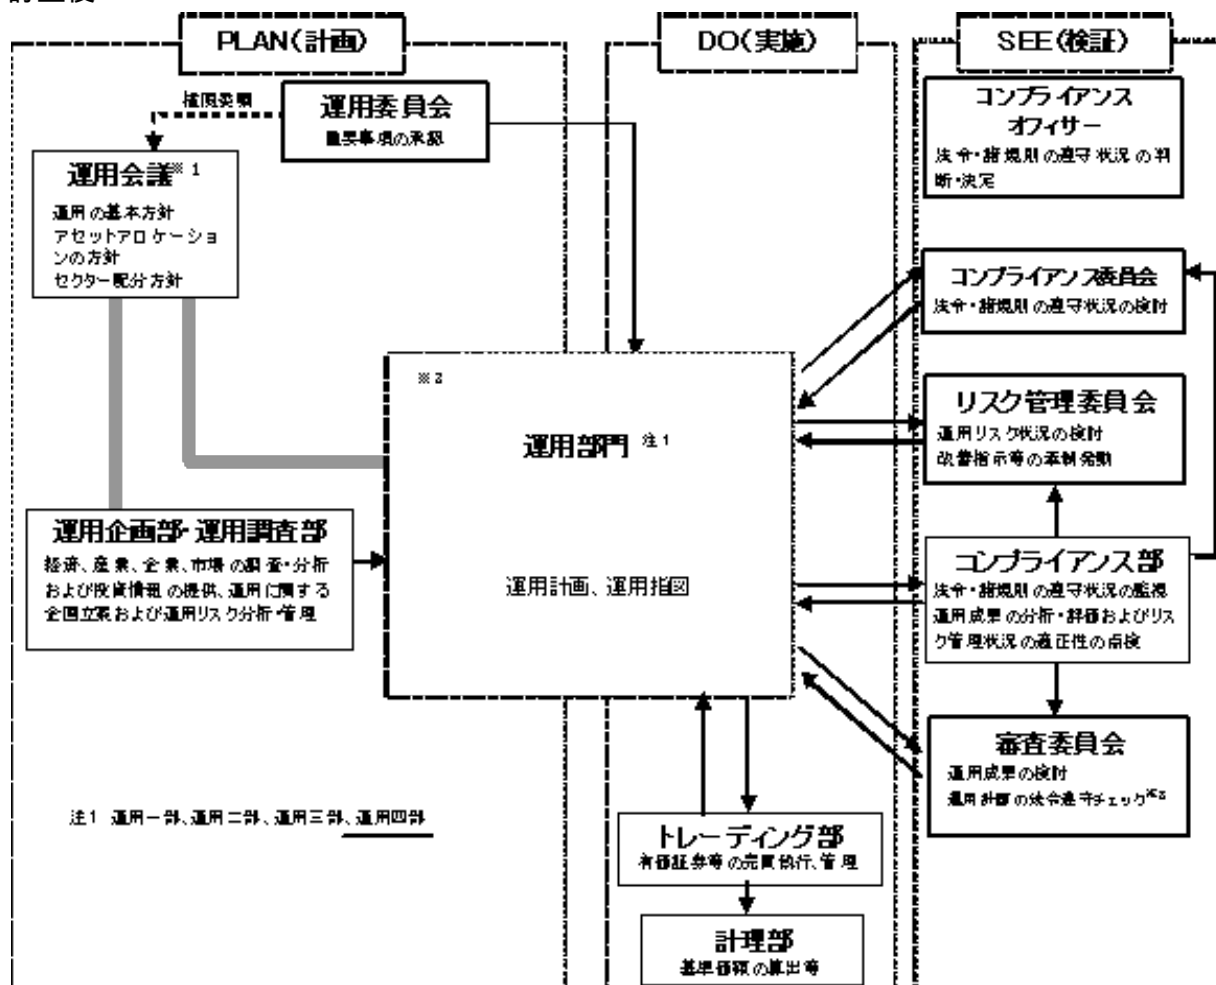 PLAN(計画)
DO(実施)
SEE(検証)
権限委嘱
運用委員会
重要事項の承認
運用会議※1
運用の基本方針
アセットアロケーショ
ンの方針
セクター配分方針
コンプライアンス
オフィサー
法令・諸規則の遵守状況の判
断・決定
コンプライアンス委員会
法令・諸規則の遵守状況の検討
※2
運用部門 注1
運用計画、運用指図
リスク管理委員会
運用リスク状況の検討
改善指示等の牽制発動
運用企画部・運用調査部
経済、産業、企業、市場の調査・分析
および投資情報の提供、運用に関する
企画立案および運用リスク分析・管理
コンプライアンス部
法令・諸規則の遵守状況の監視
運用成果の分析・評価およびリス
ク管理状況の適正性の点検
審査委員会
運用成果の検討
運用計画の法令遵守チェック※2
注1 運用一部、運用二部、運用三部、運用四部
トレーディング部
有価証券等の売買執行、管理
計理部
基準価額の算出等